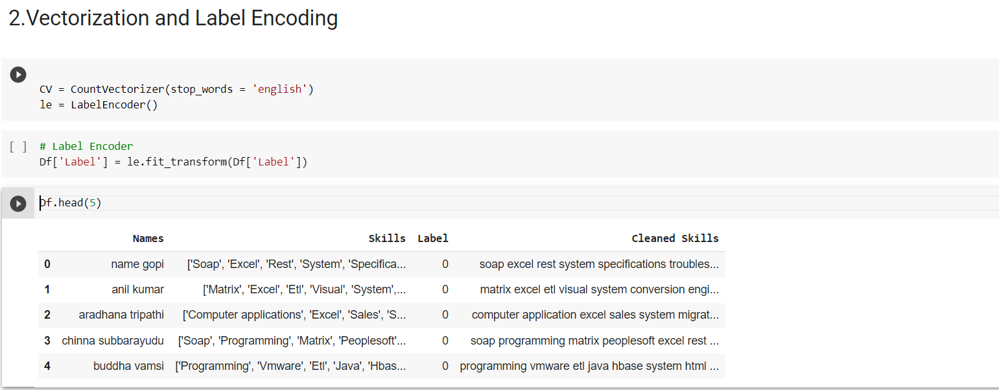 2.Vectorization and Label Encoding
CV = CountVectorizer(stop_words = 'english')
le = LabelEncoder()
[ ] # Label Encoder
Df['Label'] = le.fit_transform(Df['Label'])
Df.head(5)
Names Skills Label Cleaned Skills
0 name gopi ['Soap', 'Excel', 'Rest', 'System', 'Specifica... 0 soap excel rest system specifications troubles...
1 anil kumar ['Matrix', 'Excel', 'Etl', 'Visual', 'System',... 0 matrix excel etl visual system conversion engi...
2 aradhana tripathi ['Computer applications', 'Excel', 'Sales', 'S... 0 computer application excel sales system migrat...
3 chinna subbarayudu ['Soap', 'Programming', 'Matrix', 'Peoplesoft'... 0 soap programming matrix peoplesoft excel rest ...
4 buddha vamsi ['Programming', 'Vmware', 'Etl', 'Java', 'Hbas... 0 programming vmware etl java hbase system html ...